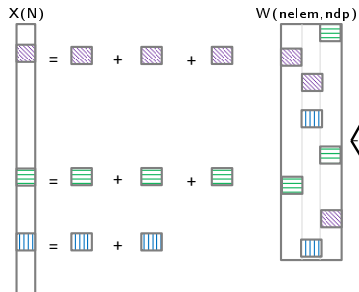 X(N) W(nelem,ndp)
= + +
= + +
= +